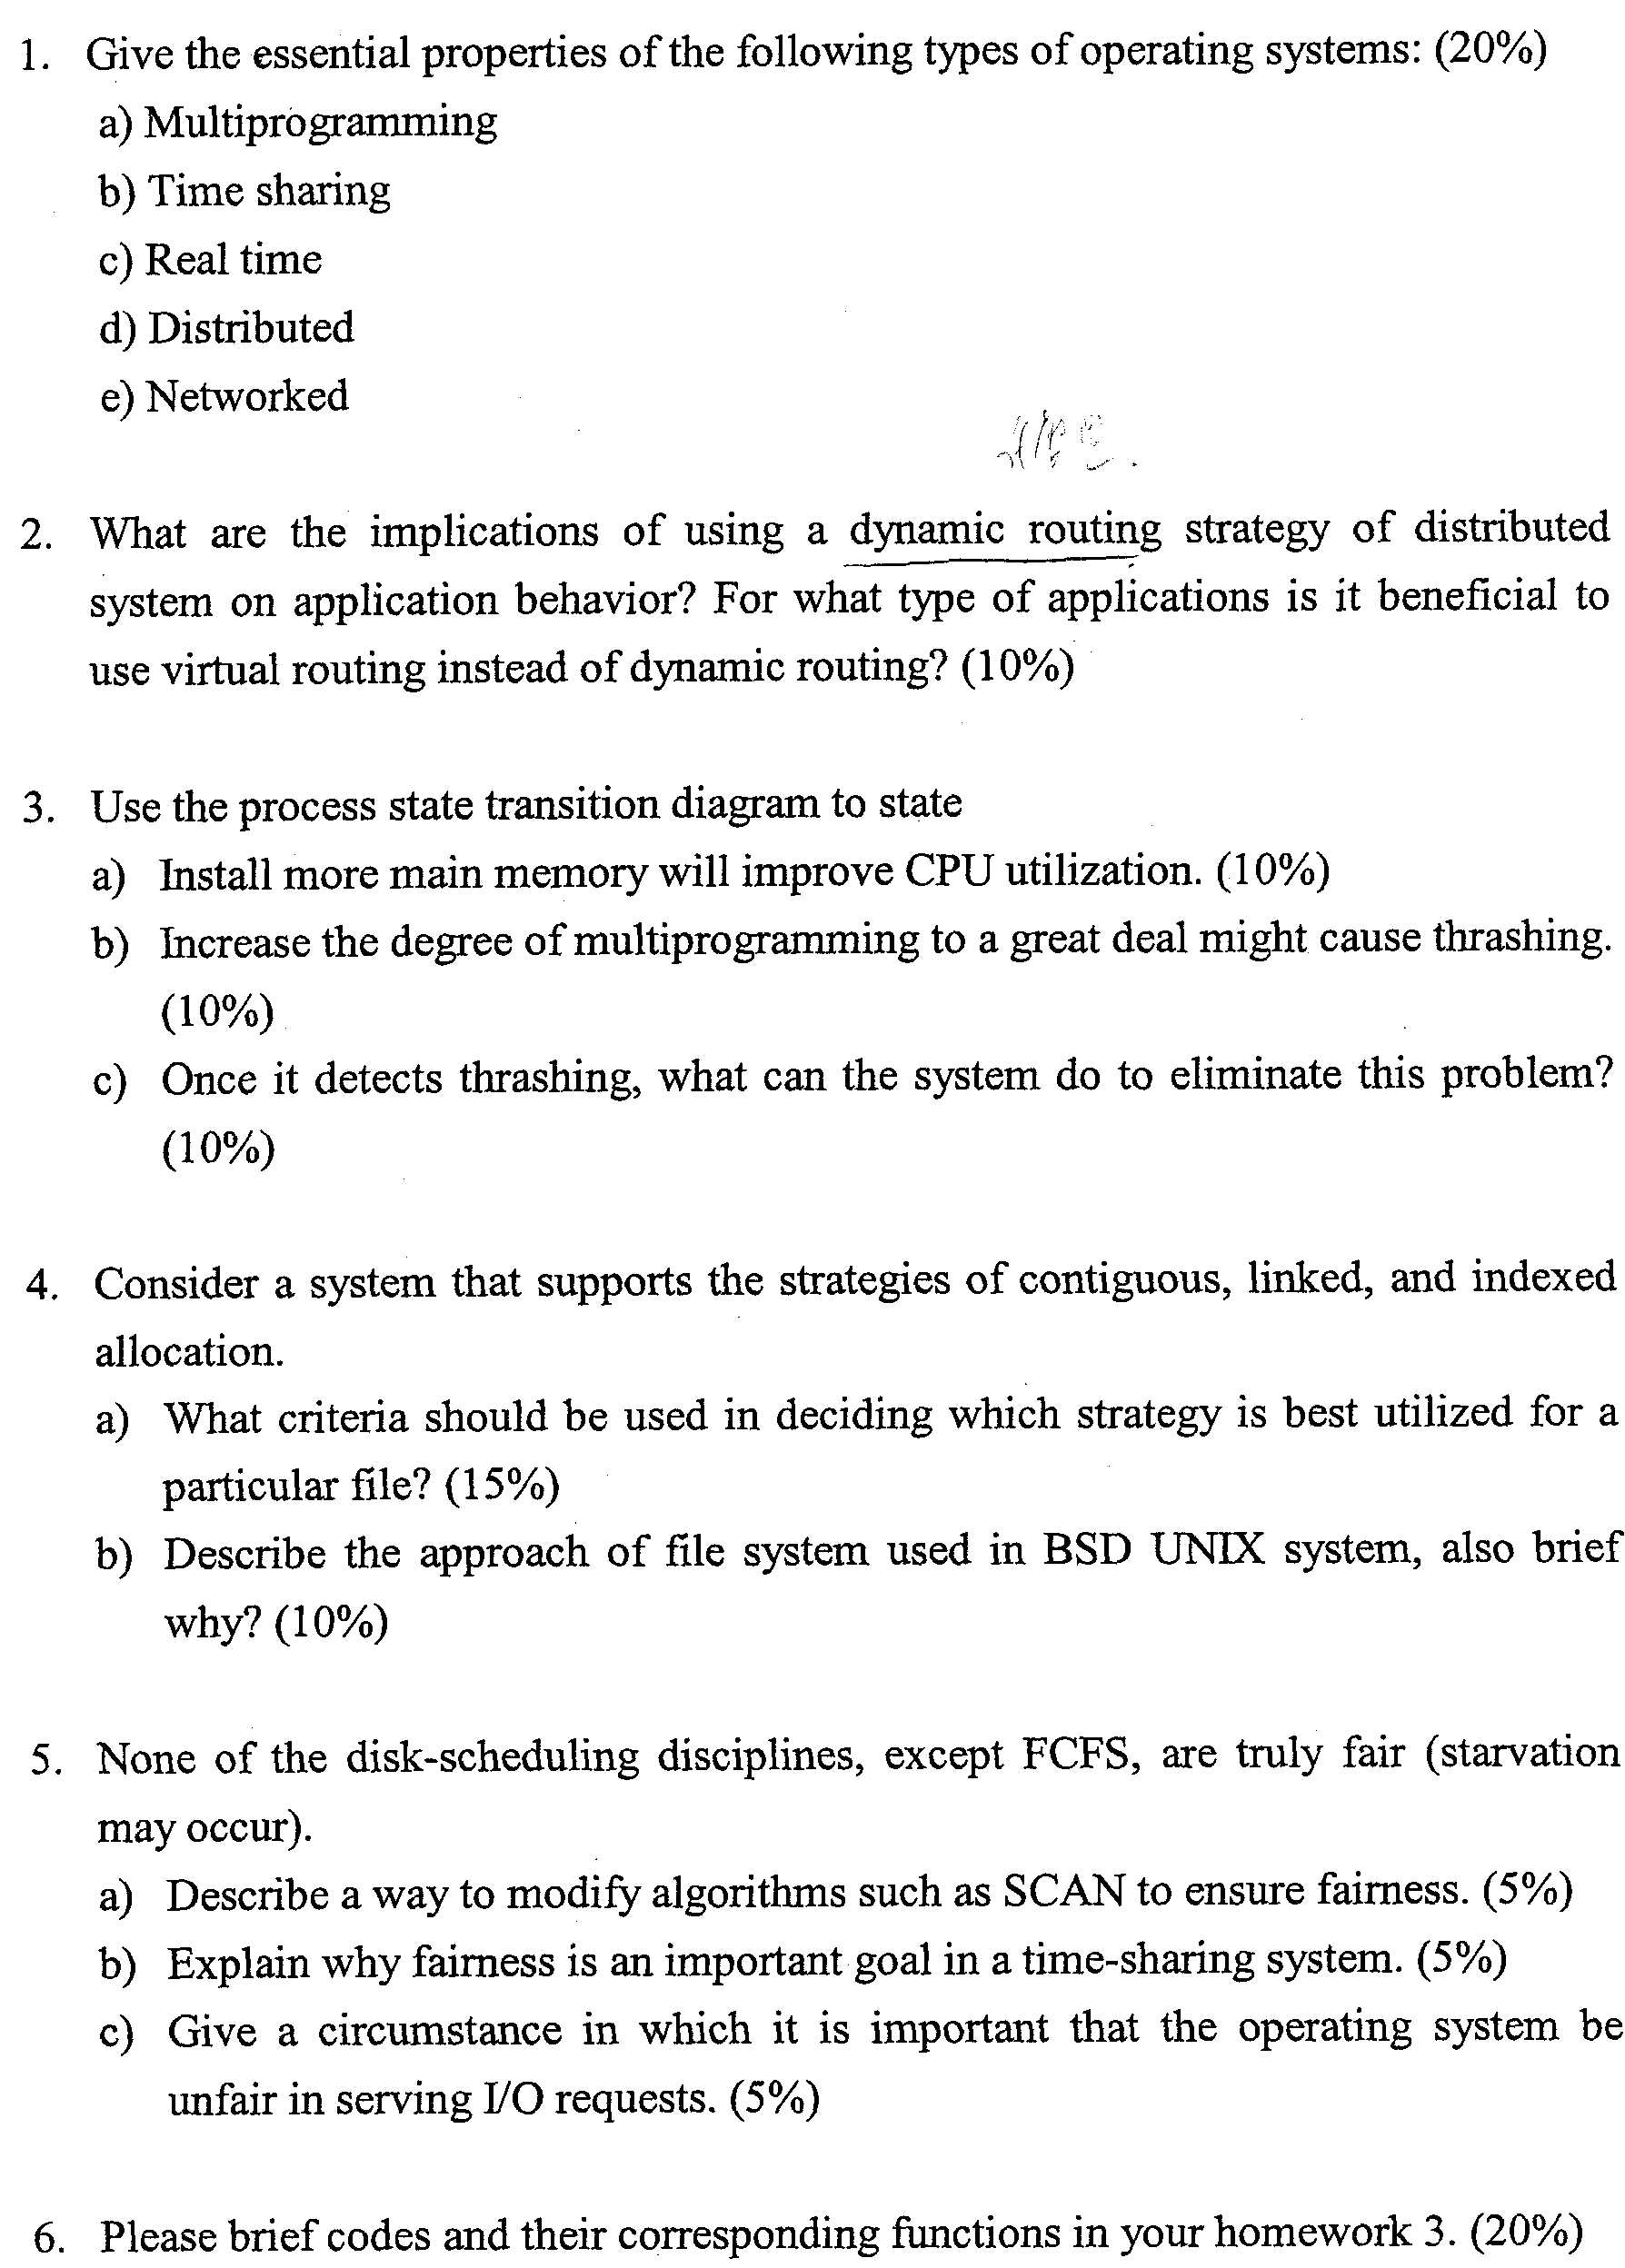 1. Give the essential properties of the following types of operating systems: (20%)
a) Multiprogramming
b) Time sharing
c) Real time
d) Distributed
e) Networked
2. What are the implications of using a dynamic routing strategy of distributed
system on application behavior? For what type of applications is it beneficial to
use virtual routing instead of dynamic routing? (10%)
3. Use the process state transition diagram to state
a) Install more main memory will improve CPU utilization. (10%)
b) Increase the degree of multiprogramming to a great deal might cause thrashing.
(10%)
c) Once it detects thrashing, what can the system do to eliminate this problem?
(10%)
4. Consider a system that supports the strategies of contiguous, linked, and indexed
allocation.
a) What criteria should be used in deciding which strategy is best utilized for a
particular file? (15%)
b) Describe the approach of file system used in BSD UNIX system, also brief
why? (10%)
5. None of the disk-scheduling disciplines, except FCFS, are truly fair (starvation
may occur).
a) Describe a way to modify algorithms such as SCAN to ensure fairness. (5%)
b) Explain why fairness is an important goal in a time-sharing system. (5%)
c) Give a circumstance in which it is important that the operating system be
unfair in serving I/O requests. (5%)
6. Please brief codes and their corresponding functions in your homework 3. (20%)